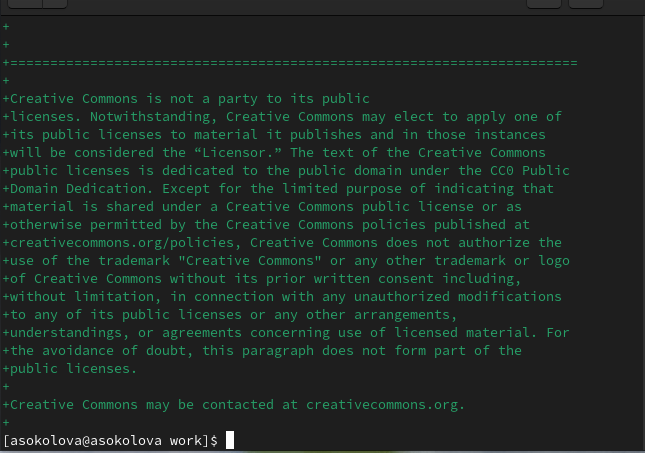 +
+
+=======================================================================
+
+Creative Commons is not a party to its public
+licenses. Notwithstanding, Creative Commons may elect to apply one of
+its public licenses to material it publishes and in those instances
+will be considered the “Licensor.” The text of the Creative Commons
+public licenses is dedicated to the public domain under the CC0 Public
+Domain Dedication. Except for the limited purpose of indicating that
+material is shared under a Creative Commons public license or as
+otherwise permitted by the Creative Commons policies published at
+creativecommons.org/policies, Creative Commons does not authorize the
+use of the trademark "Creative Commons" or any other trademark or logo
+of Creative Commons without its prior written consent including,
+without limitation, in connection with any unauthorized modifications
+to any of its public licenses or any other arrangements,
+understandings, or agreements concerning use of licensed material. For
+the avoidance of doubt, this paragraph does not form part of the
+public licenses.
+
+Creative Commons may be contacted at creativecommons.org.
+
[asokolova@asokolova work]$